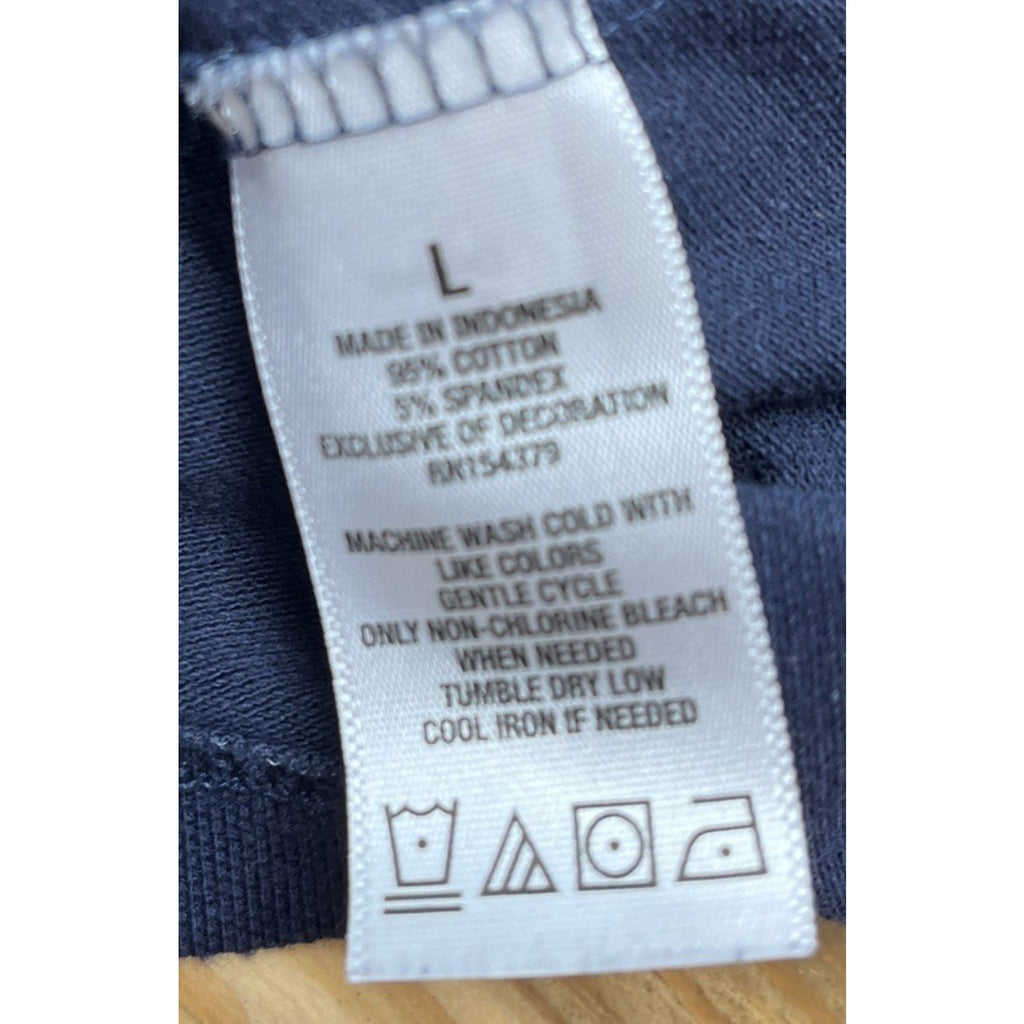 L
MADE IN INDONESIA
95% COTTON
5% SPANDEX
EXCLUSIVE OF DECORATION
RN154379
MACHINE WASH COLD WITH
LIKE COLORS
GENTLE CYCLE
ONLY NON-CHLORINE BLEACH
WHEN NEEDED
TUMBLE DRY LOW
COOL IRON IF NEEDED